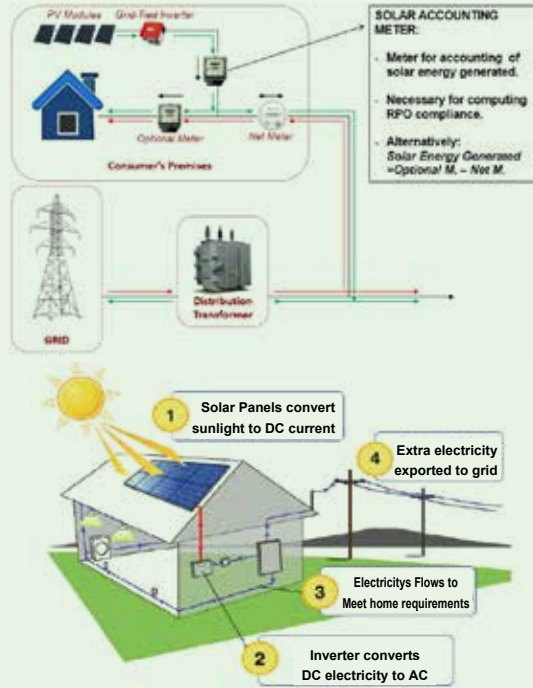 PV Modules
Grid-Tied Inverter
SOLAR ACCOUNTING
METER:
- Meter for accounting of
solar energy generated.
- Necessary for computing
RPO compliance.
- Alternatively:
Solar Energy Generated
=Optional M. – Net M.
Optional Meter
Net Meter
Consumer's Premises
Distribution
Transformer
GRID
1
Solar Panels convert
sunlight to DC current
4
Extra electricity
exported to grid
3
Electricitys Flows to
Meet home requirements
2
Inverter converts
DC electricity to AC